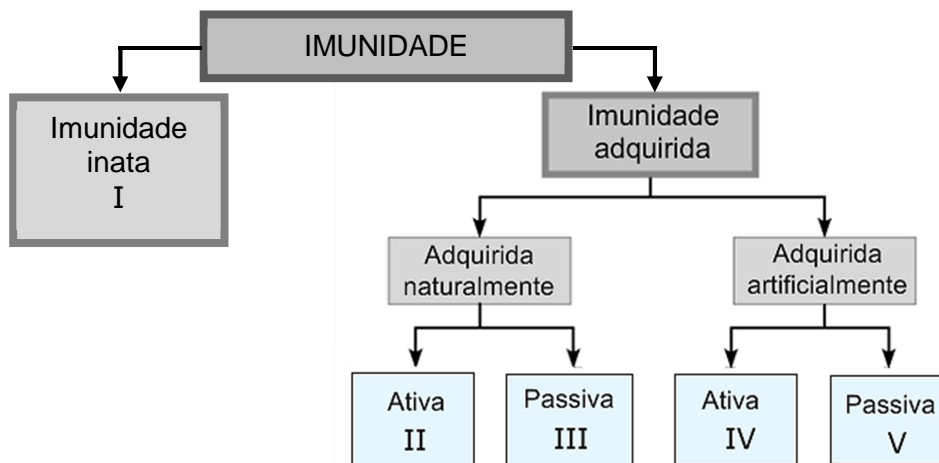 IMUNIDADE
Imunidade
inata
I
Imunidade
adquirida
Adquirida
naturalmente
Adquirida
artificialmente
Ativa
II
Passiva
III
Ativa
IV
Passiva
V